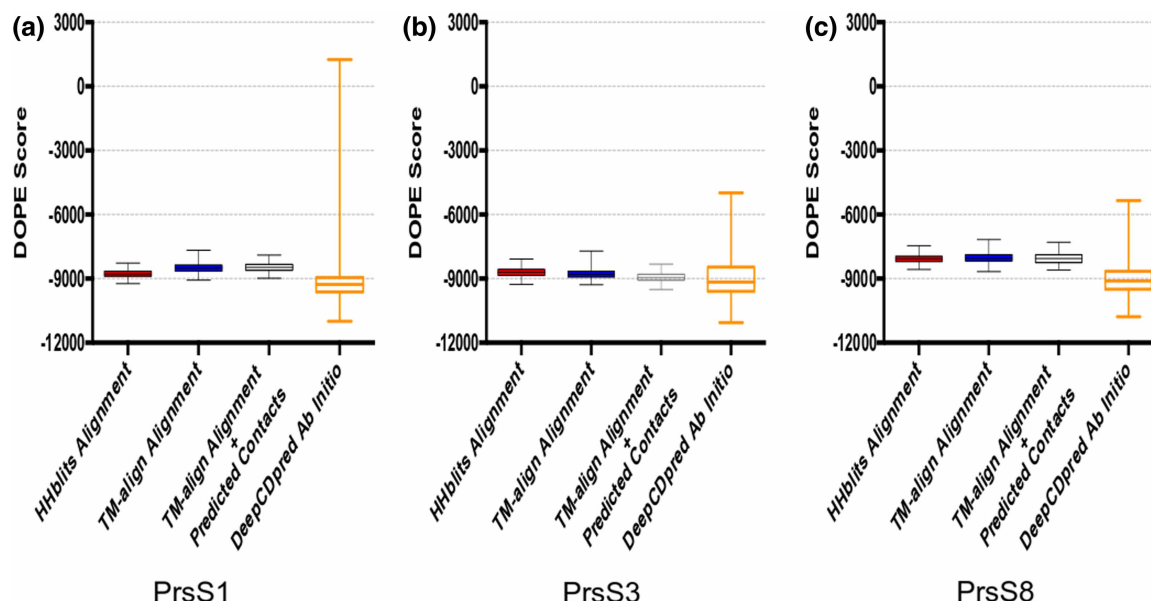 (a)
DOPE Score
3000
0
-3000
-6000
-9000
-12000
HHblits Alignment
TM-align Alignment
TM-align Alignment
+
Predicted Contacts
DeepCDpred Ab Initio
PrsS1
(b)
DOPE Score
3000
0
-3000
-6000
-9000
-12000
HHblits Alignment
TM-align Alignment
TM-align Alignment
+
Predicted Contacts
DeepCDpred Ab Initio
PrsS3
(c)
DOPE Score
3000
0
-3000
-6000
-9000
-12000
HHblits Alignment
TM-align Alignment
TM-align Alignment
+
Predicted Contacts
DeepCDpred Ab Initio
PrsS8